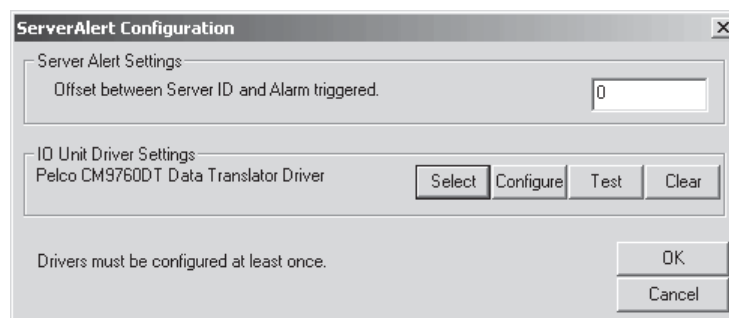 ServerAlert Configuration
Server Alert Settings
Offset between Server ID and Alarm triggered.
0
IO Unit Driver Settings
Pelco CM9760DT Data Translator Driver
Select Configure Test Clear
Drivers must be configured at least once.
OK
Cancel